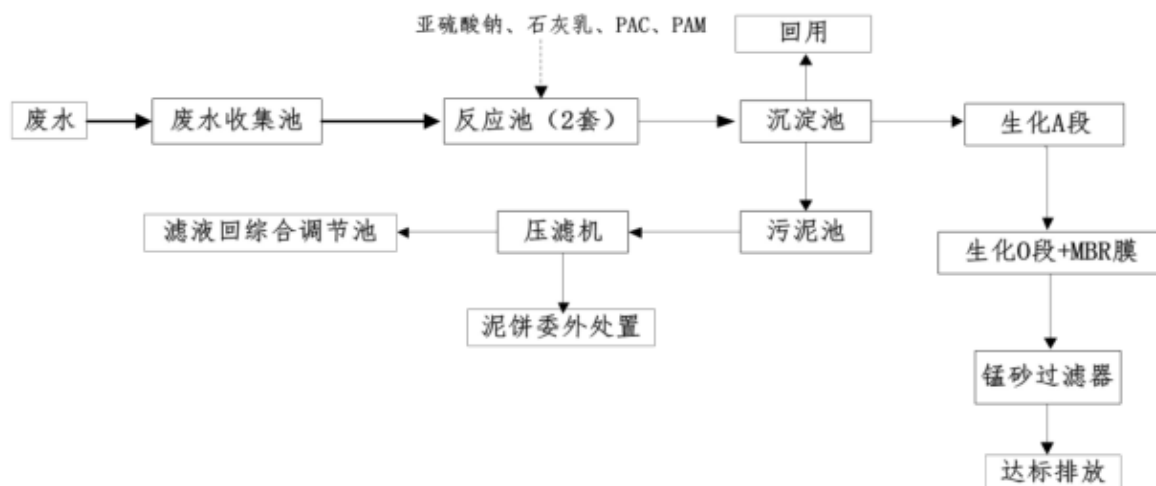 亚硫酸钠、石灰乳、PAC、PAM
回用
废水
废水收集池
反应池（2套）
沉淀池
生化A段
滤液回综合调节池
压滤机
污泥池
生化O段+MBR膜
泥饼委外处置
锰砂过滤器
达标排放